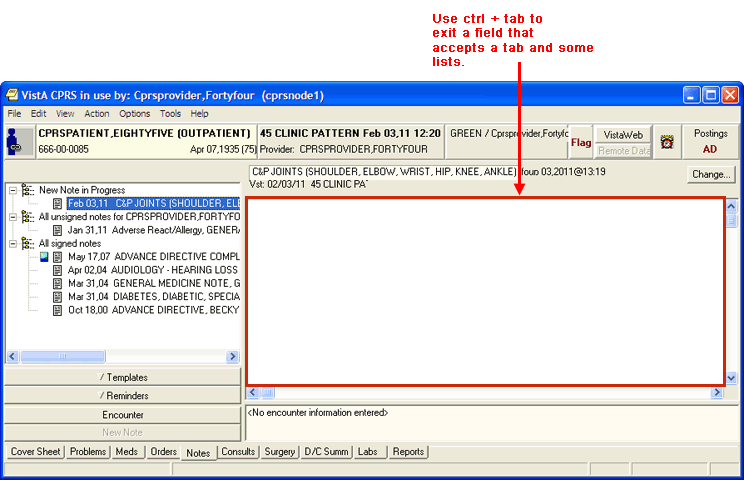 Use ctrl + tab to
exit a field that
accepts a tab and some
lists.
VistA CPRS in use by: Cprsprovider,Fortyfour (cprsnode1)
File Edit View Action Options Tools Help
CPRSPATIENT,EIGHTYFIVE (OUTPATIENT) 45 CLINIC PATTERN Feb 03,11 12:20 GREEN / Cprsprovider,Fortyfo Flag VistaWeb Postings
666-00-0085 Apr 07,1935 (75) Provider: CPRSPROVIDER,FORTYFOUR Remote Data AD
C&P JOINTS (SHOULDER, ELBOW, WRIST, HIP, KNEE, ANKLE) 03,2011@13:19 Change...
Vst: 02/03/11 45 CLINIC PA
New Note in Progress
Feb 03,11 C&P JOINTS (SHOULDER, ELE
All unsigned notes for CPRSPROVIDER,FORTYFO
Jan 31,11 Adverse React/Allergy, GENERA
All signed notes
May 17,07 ADVANCE DIRECTIVE COMPL
Apr 02,04 AUDIOLOGY - HEARING LOSS
Mar 31,04 GENERAL MEDICINE NOTE, G
Mar 31,04 DIABETES, DIABETIC, SPECIA
Oct 18,00 ADVANCE DIRECTIVE, BECKY
/ Templates
/ Reminders
Encounter
New Note
<No encounter information entered>
Cover Sheet Problems Meds Orders Notes Consults Surgery D/C Summ Labs Reports